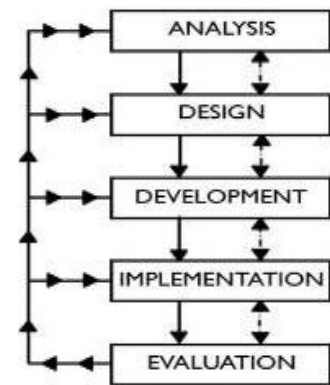 ANALYSIS
DESIGN
DEVELOPMENT
IMPLEMENTATION
EVALUATION